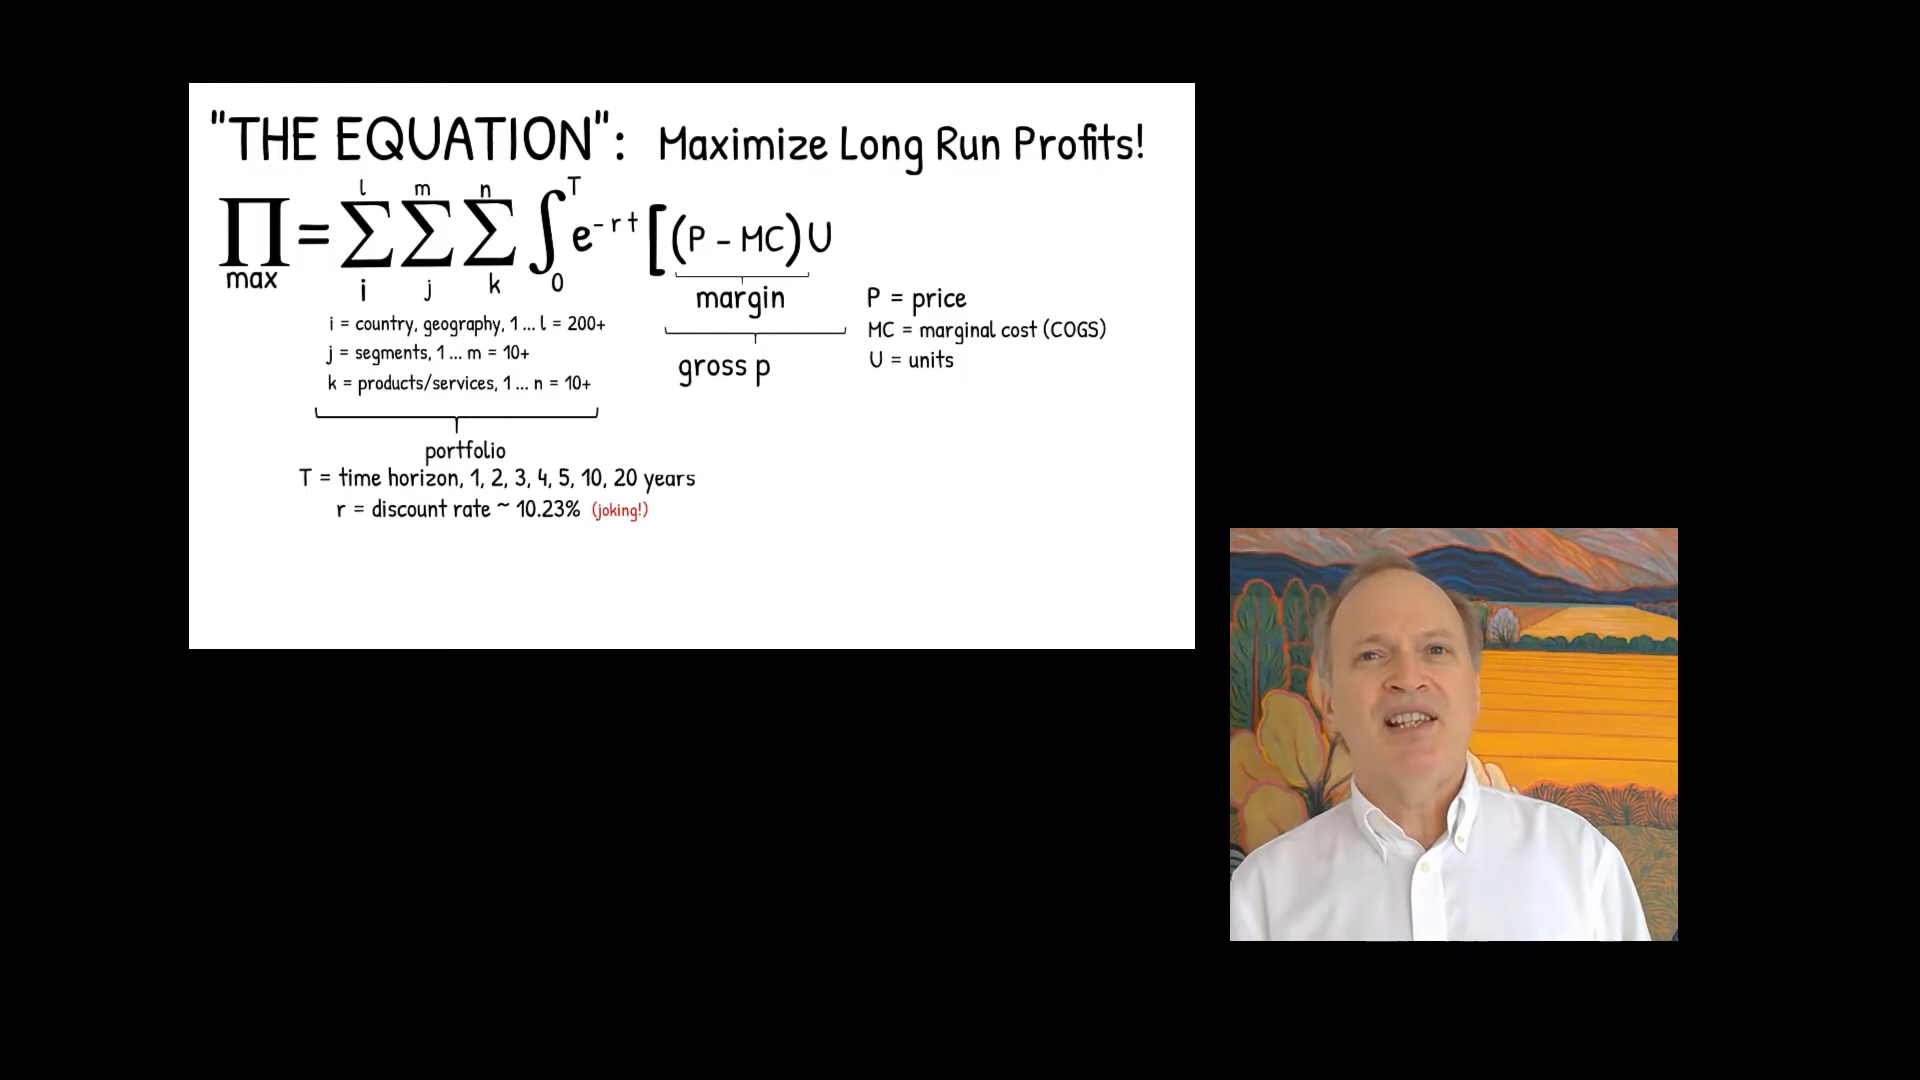 "THE EQUATION": Maximize Long Run Profits!
l m n T
∏ = ∑ ∑ ∑ ∫ e -rt [(P - MC) U
max i j k 0
margin
gross p
P = price
MC = marginal cost (COGS)
U = units
i = country, geography, 1 ... l = 200+
j = segments, 1 ... m = 10+
k = products/services, 1 ... n = 10+
portfolio
T = time horizon, 1, 2, 3, 4, 5, 10, 20 years
r = discount rate ~ 10.23% (joking!)